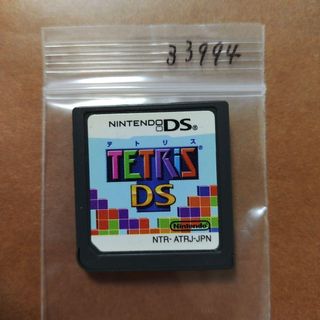 33994
NINTENDO DS®
テトリス
TETRIS
DS
Nintendo
NTR-ATRJ-JPN